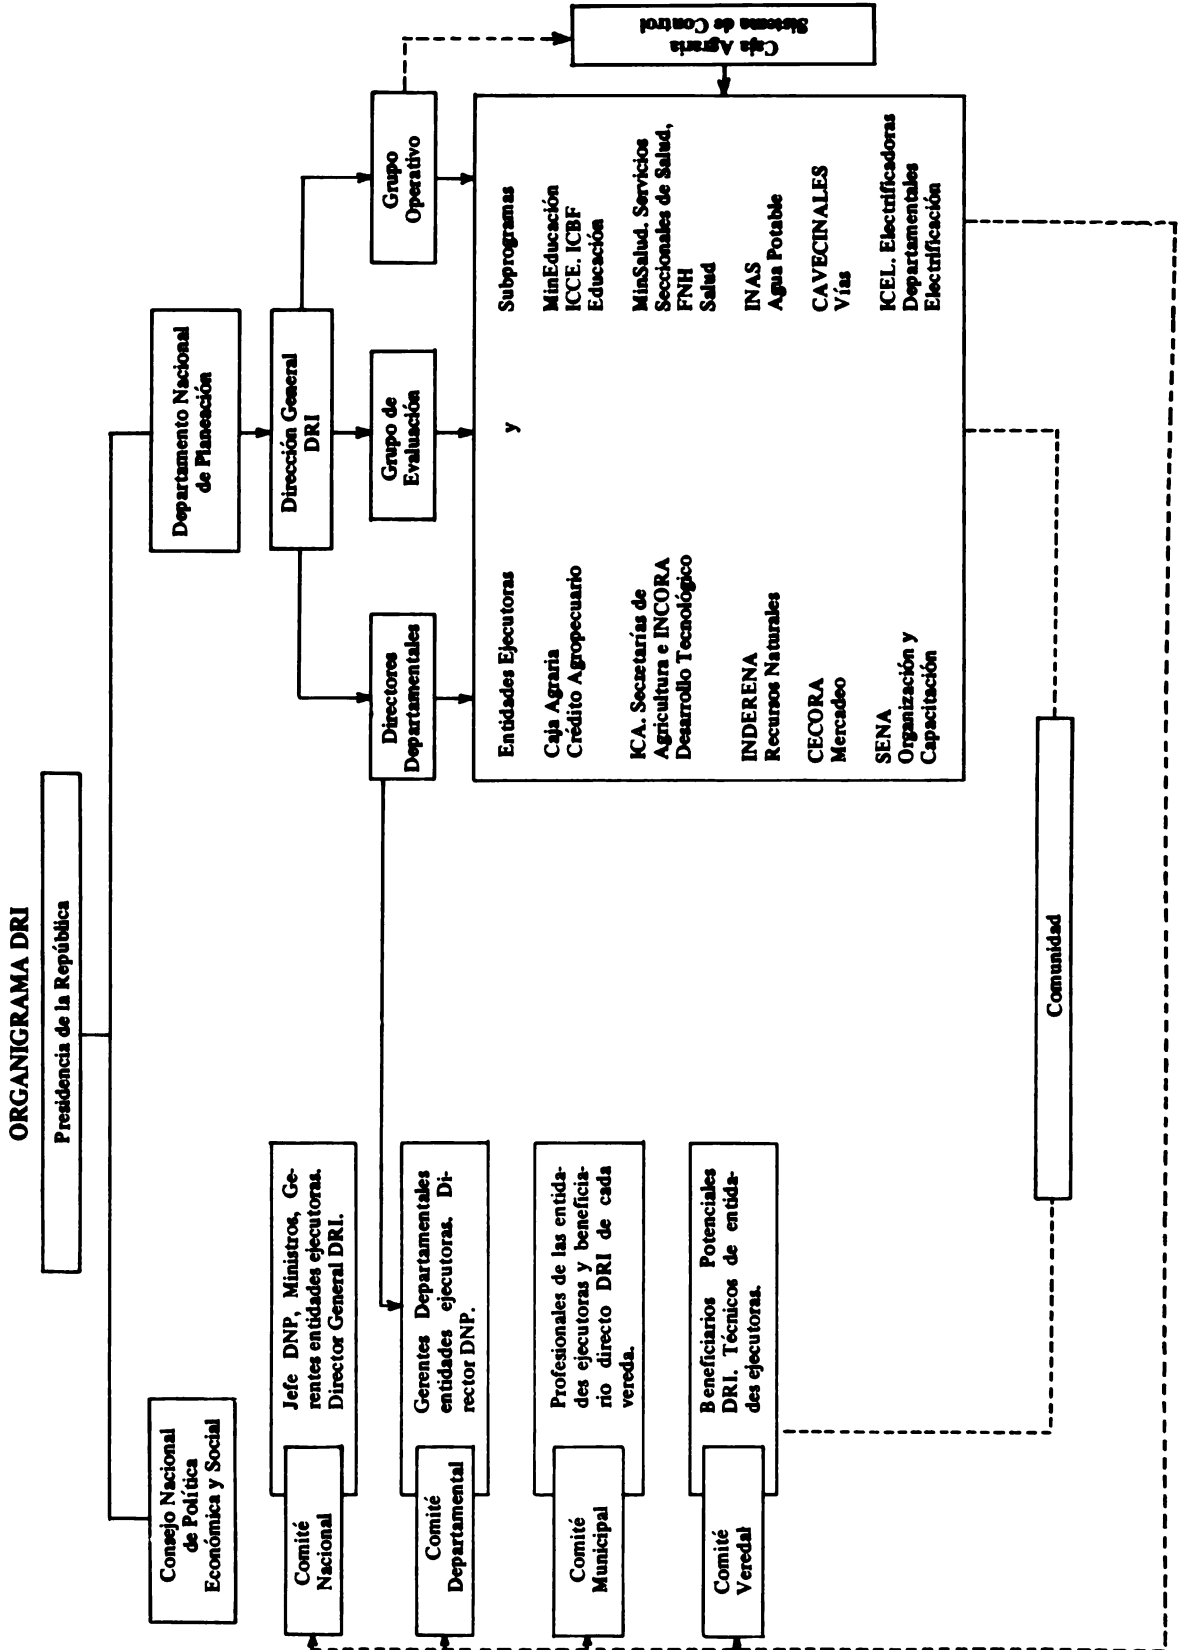 ORGANIGRAMA DRI
Presidencia de la República
Consejo Nacional
de Política
Económica y Social
Departamento Nacional
de Planeación
Dirección General
DRI
Directores
Departamentales
Grupo de
Evaluación
Grupo
Operativo
Caja Agraria
Sistema de Control
Comité
Nacional
Jefe DNP, Ministros, Ge-
rentes entidades ejecutoras.
Director General DRI.
Comité
Departamental
Gerentes Departamentales
entidades ejecutoras. Di-
rector DNP.
Comité
Municipal
Profesionales de las entida-
des ejecutoras y beneficia-
rio directo DRI de cada
vereda.
Comité
Veredal
Beneficiarios Potenciales
DRI. Técnicos de entida-
des ejecutoras.
Entidades Ejecutoras y Subprogramas
Caja Agraria
Crédito Agropecuario
ICA. Secretarías de
Agricultura e INCORA
Desarrollo Tecnológico
INDERENA
Recursos Naturales
CECORA
Mercadeo
SENA
Organización y
Capacitación
MinEducación
ICCE. ICBF
Educación
MinSalud. Servicios
Seccionales de Salud,
FNH
Salud
INAS
Agua Potable
CAVECINALES
Vías
ICEL. Electrificadoras
Departamentales
Electrificación
Comunidad